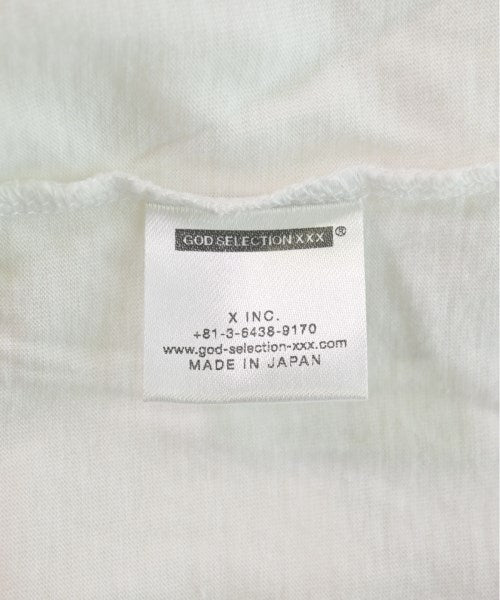 GOD SELECTION XXX ®
X INC.
+81-3-6438-9170
www.god-selection-xxx.com
MADE IN JAPAN